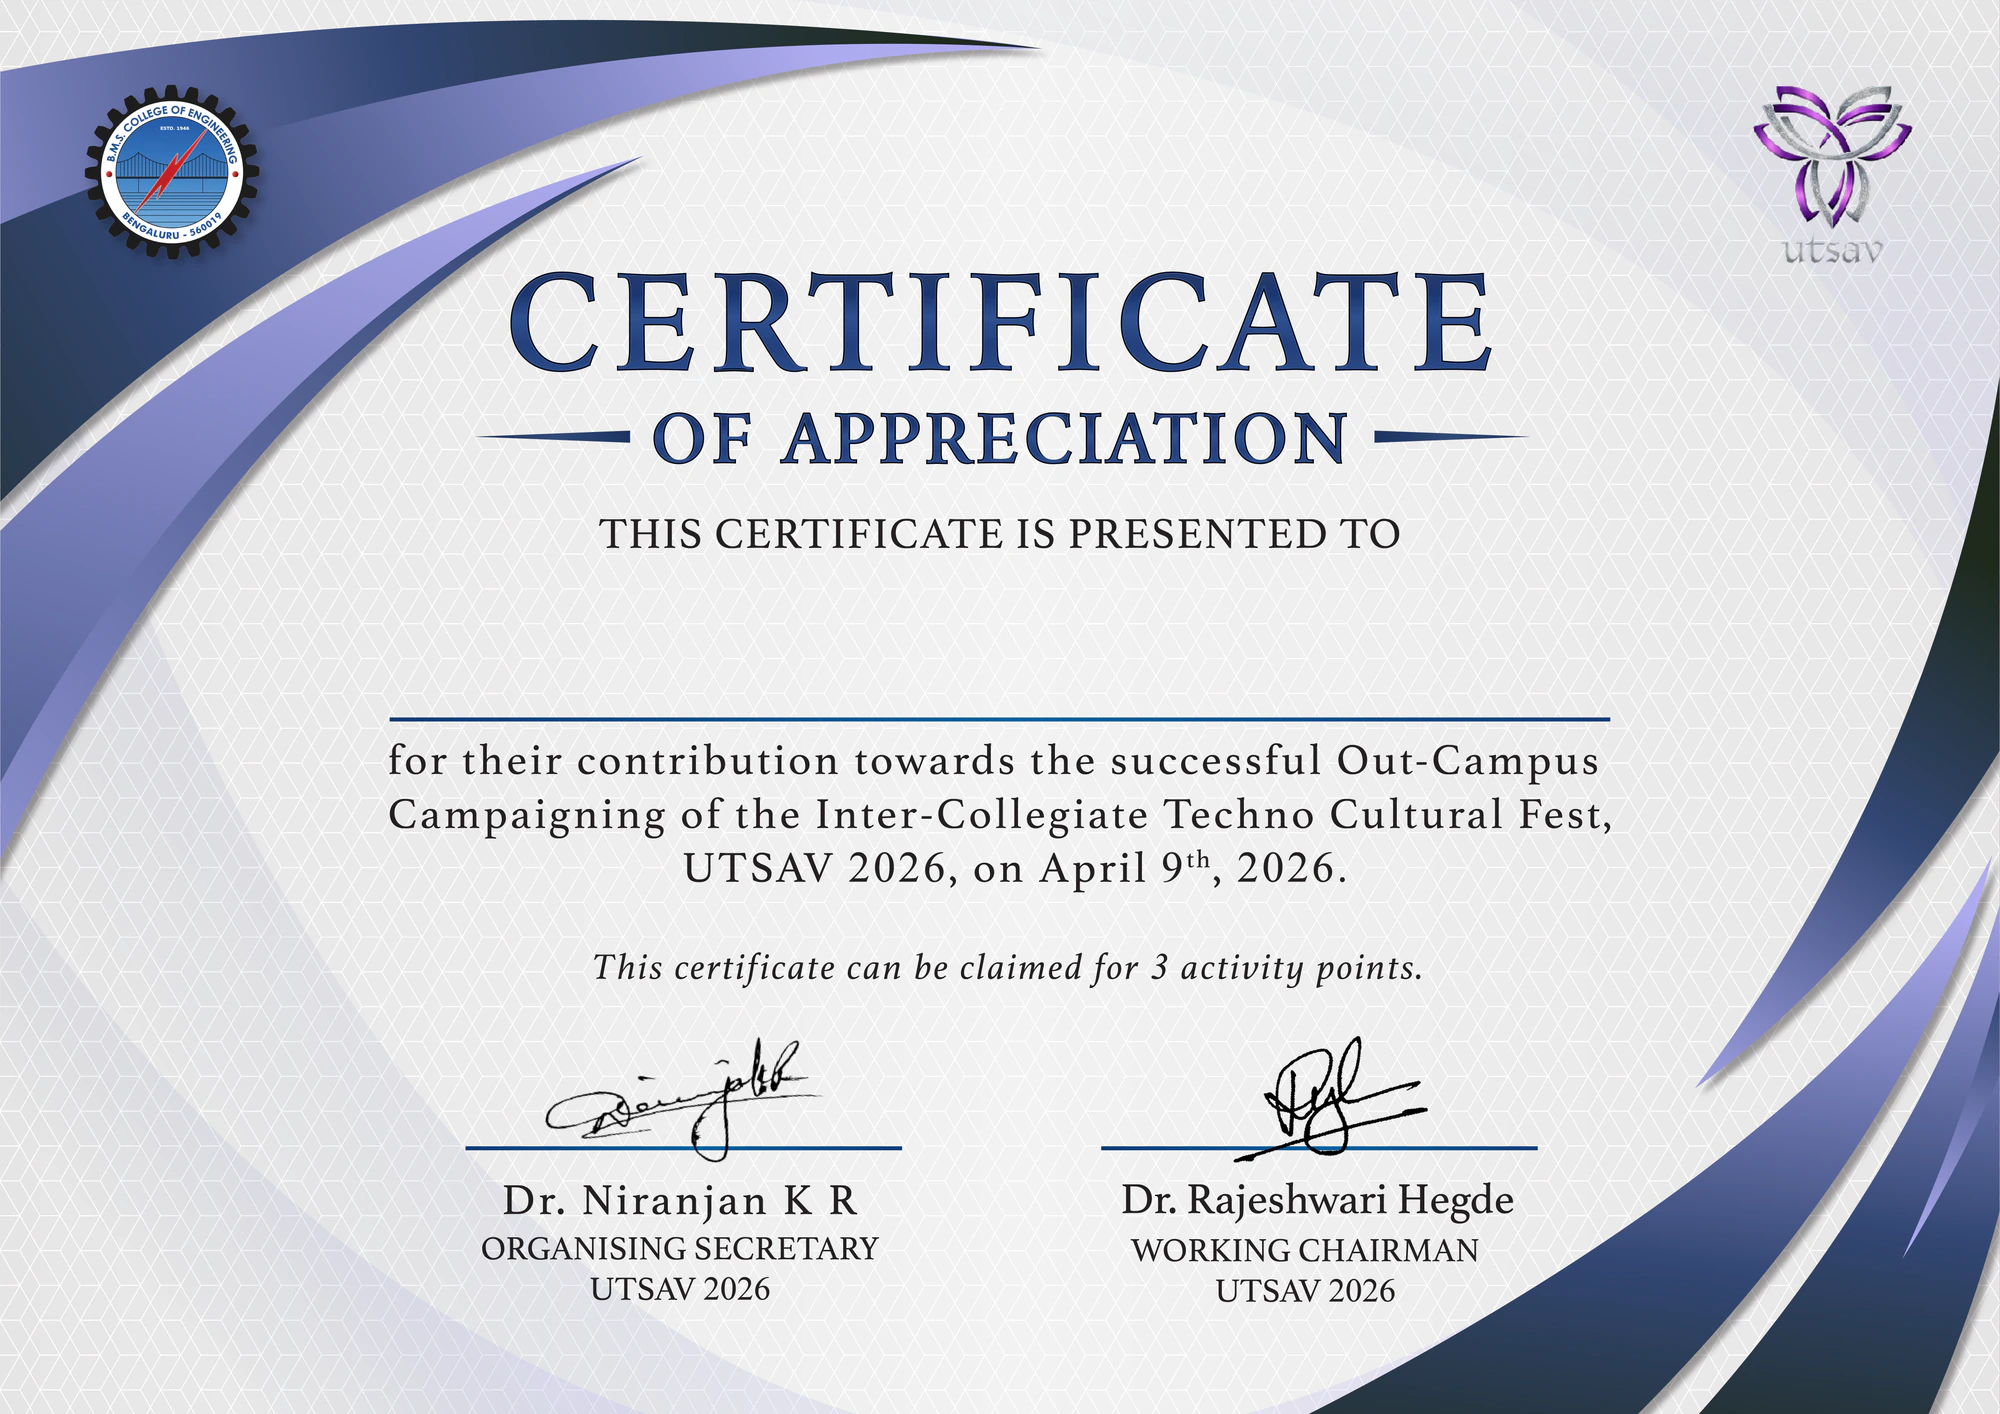 B.M.S. COLLEGE OF ENGINEERING
ESTD. 1946
BENGALURU - 560019
utsav
CERTIFICATE
OF APPRECIATION
THIS CERTIFICATE IS PRESENTED TO
for their contribution towards the successful Out-Campus
Campaigning of the Inter-Collegiate Techno Cultural Fest,
UTSAV 2026, on April 9th, 2026.
This certificate can be claimed for 3 activity points.
Dr. Niranjan K R
ORGANISING SECRETARY
UTSAV 2026
Dr. Rajeshwari Hegde
WORKING CHAIRMAN
UTSAV 2026